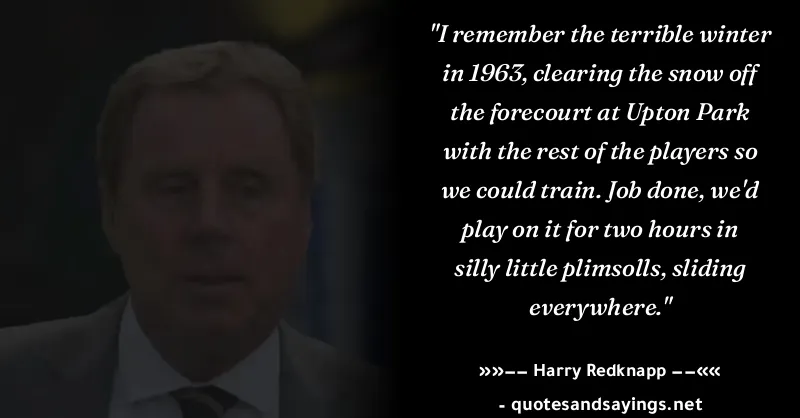 "I remember the terrible winter
in 1963, clearing the snow off
the forecourt at Upton Park
with the rest of the players so
we could train. Job done, we'd
play on it for two hours in
silly little plimsolls, sliding
everywhere."
»»−− Harry Redknapp −−««
- quotesandsayings.net